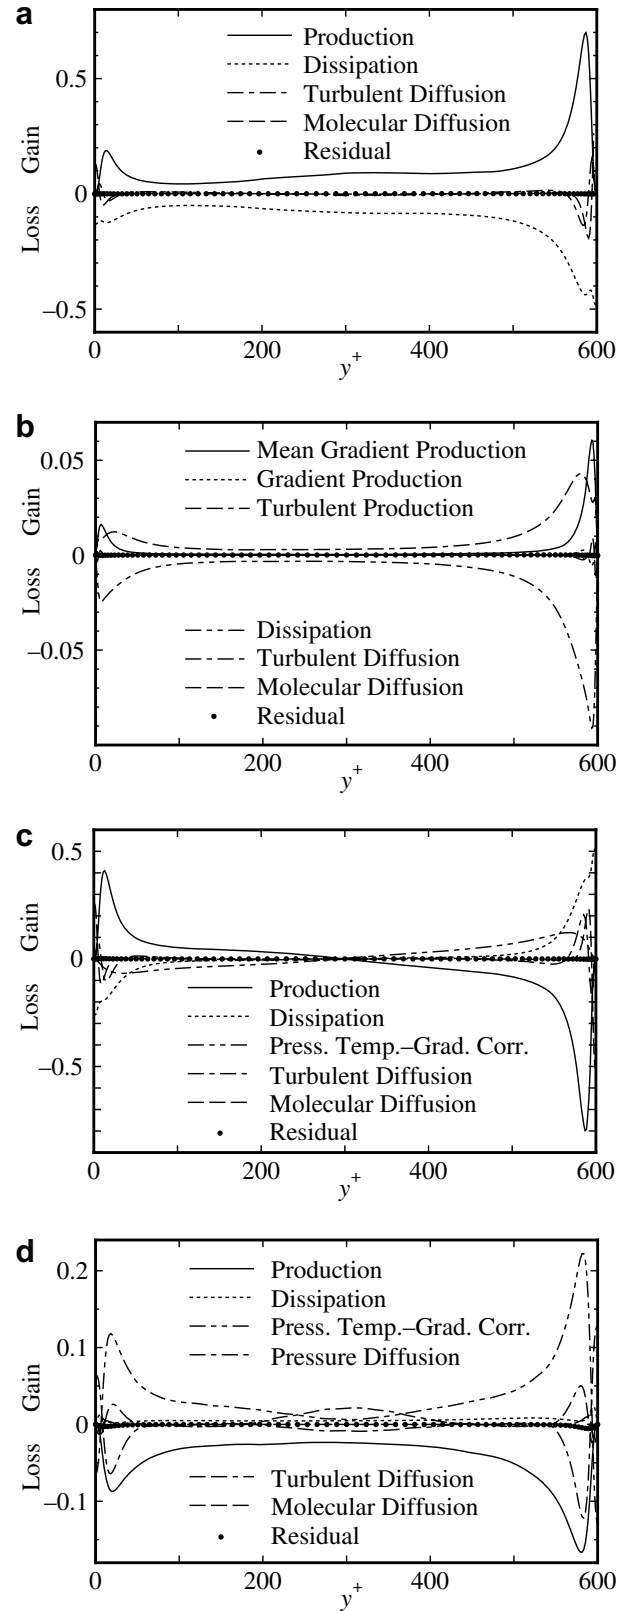 a
Production
Dissipation
Turbulent Diffusion
Molecular Diffusion
Residual
0.5
0
−0.5
Loss Gain
0 200 400 600
y+
b
Mean Gradient Production
Gradient Production
Turbulent Production
Dissipation
Turbulent Diffusion
Molecular Diffusion
Residual
0.05
0
−0.05
Loss Gain
0 200 400 600
y+
c
Production
Dissipation
Press. Temp.–Grad. Corr.
Turbulent Diffusion
Molecular Diffusion
Residual
0.5
0
−0.5
Loss Gain
0 200 400 600
y+
d
Production
Dissipation
Press. Temp.–Grad. Corr.
Pressure Diffusion
Turbulent Diffusion
Molecular Diffusion
Residual
0.2
0.1
0
−0.1
Loss Gain
0 200 400 600
y+